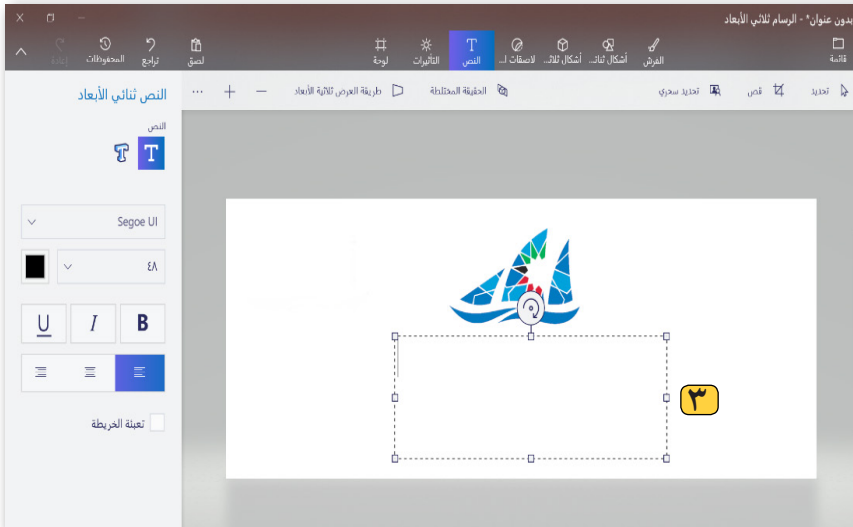 بدون عنوان* - الرسام ثلاثي الأبعاد
قائمة
الفرش
أشكال ثنائ...
أشكال ثلاث...
لاصقات ا...
النص
التأثيرات
لوحة
لصق
تراجع
المحفوظات
إعادة
تحديد
قص
تحديد سحري
الحقيقة المختلطة
طريقة العرض ثلاثية الأبعاد
النص ثنائي الأبعاد
النص
T
T
Segoe UI
٤٨
B I U
تعبئة الخريطة
٣